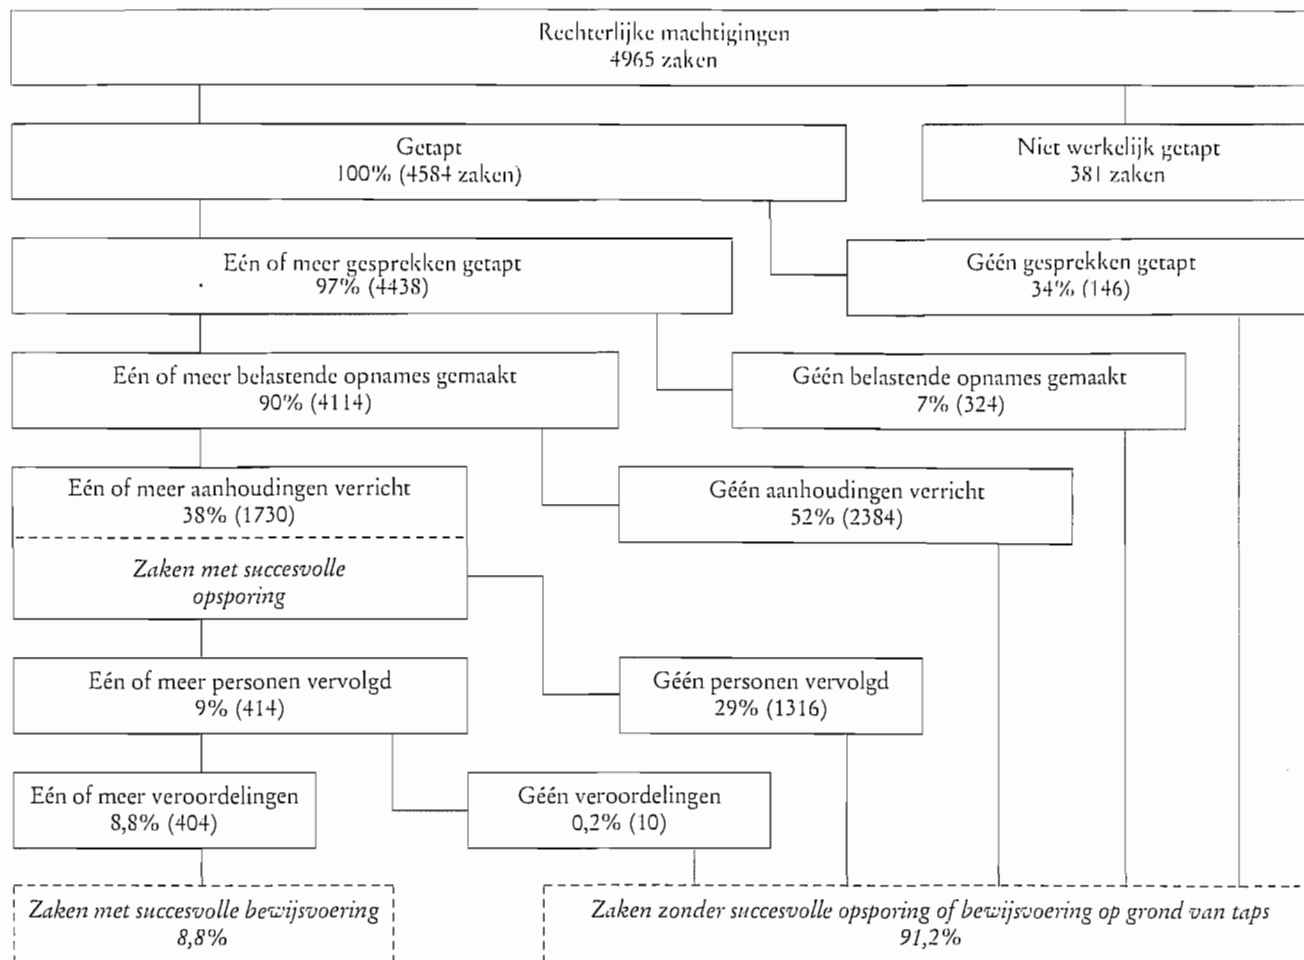 Rechterlijke machtigingen
4965 zaken
Getapt
100% (4584 zaken)
Niet werkelijk getapt
381 zaken
Eén of meer gesprekken getapt
97% (4438)
Géén gesprekken getapt
34% (146)
Eén of meer belastende opnames gemaakt
90% (4114)
Géén belastende opnames gemaakt
7% (324)
Eén of meer aanhoudingen verricht
38% (1730)
Géén aanhoudingen verricht
52% (2384)
Zaken met succesvolle
opsporing
Eén of meer personen vervolgd
9% (414)
Géén personen vervolgd
29% (1316)
Eén of meer veroordelingen
8,8% (404)
Géén veroordelingen
0,2% (10)
Zaken met succesvolle bewijsvoering
8,8%
Zaken zonder succesvolle opsporing of bewijsvoering op grond van taps
91,2%